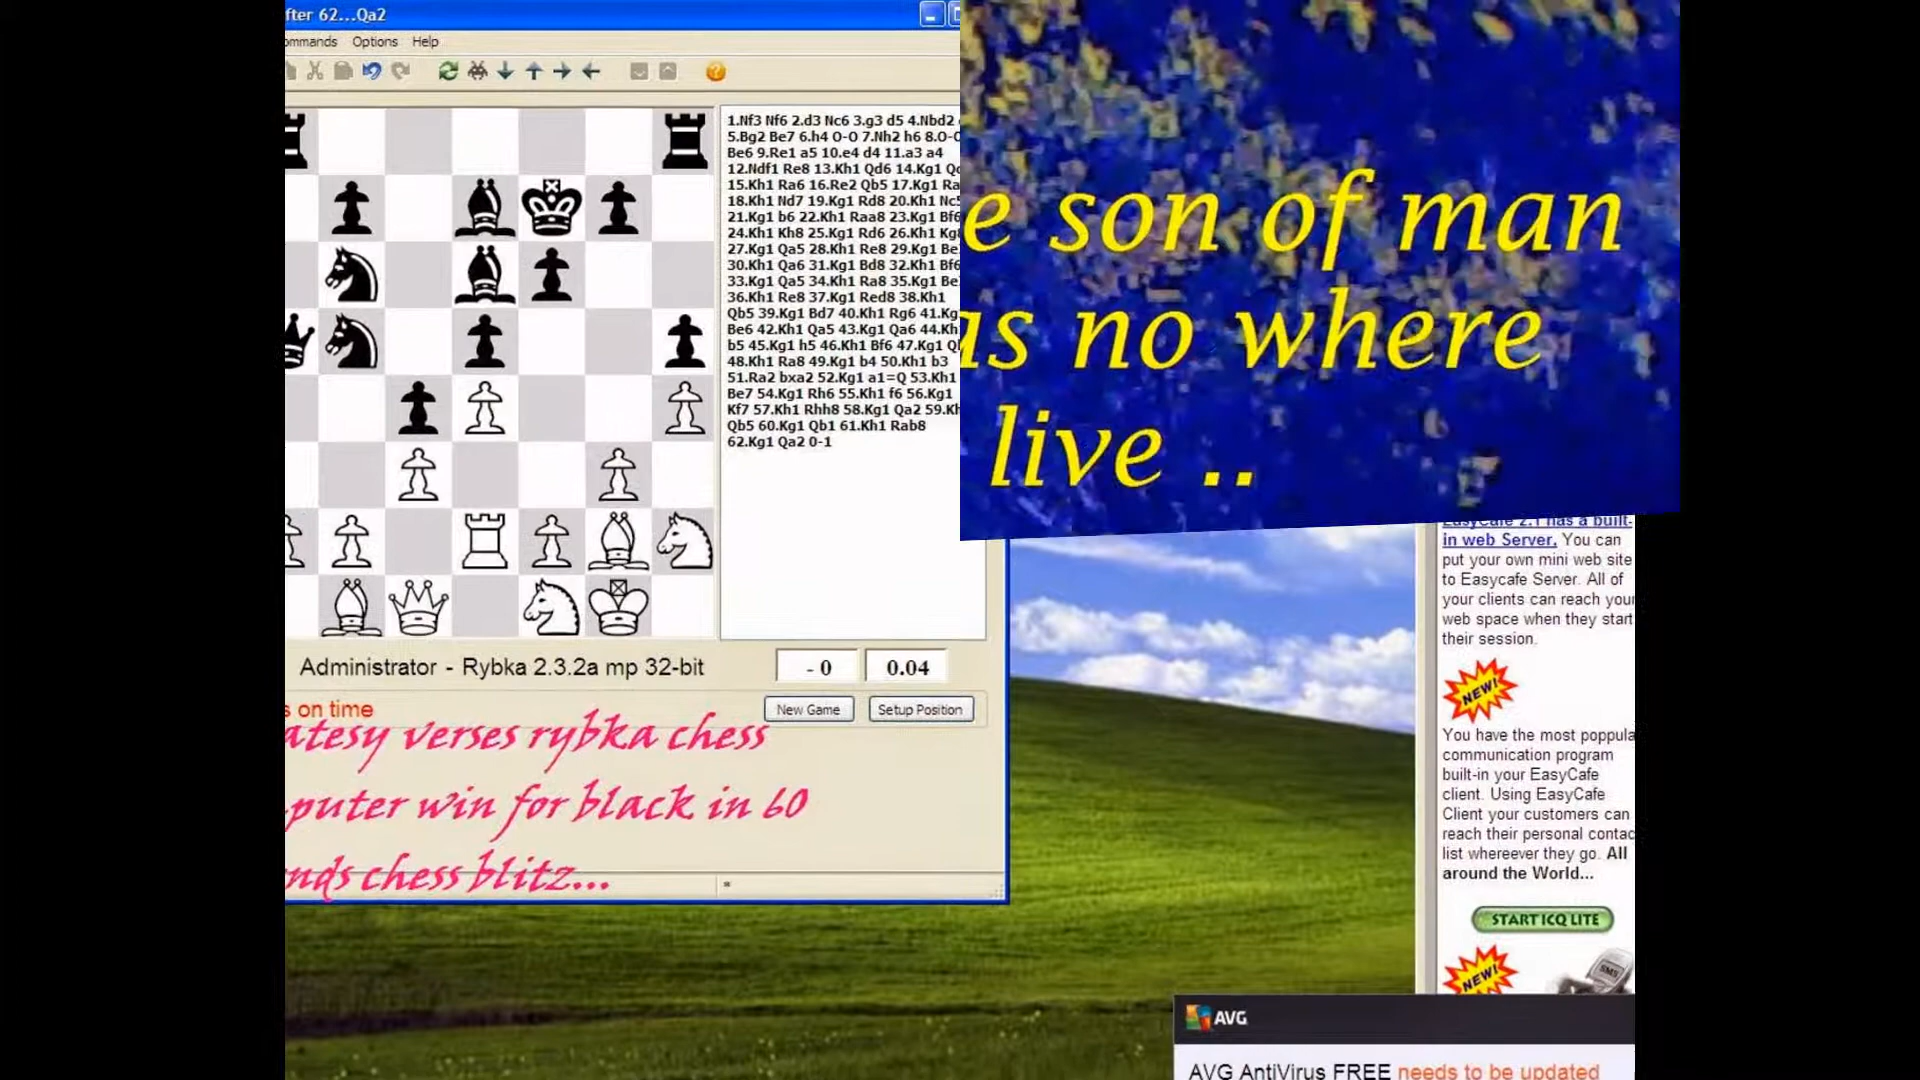 fter 62...Qa2
ommands Options Help
1.Nf3 Nf6 2.d3 Nc6 3.g3 d5 4.Nbd2
5.Bg2 Be7 6.h4 O-O 7.Nh2 h6 8.O-O
Be6 9.Re1 a5 10.e4 d4 11.a3 a4
12.Ndf1 Re8 13.Kh1 Qd6 14.Kg1
15.Kh1 Ra6 16.Re2 Qb5 17.Kg1 Ra
18.Kh1 Nd7 19.Kg1 Rd8 20.Kh1 Nc5
21.Kg1 b6 22.Kh1 Raa8 23.Kg1 Bf6
24.Kh1 Kh8 25.Kg1 Rd6 26.Kh1 Kg8
27.Kg1 Qa5 28.Kh1 Re8 29.Kg1 Be
30.Kh1 Qa6 31.Kg1 Bd8 32.Kh1 Bf6
33.Kg1 Qa5 34.Kh1 Ra8 35.Kg1 Be
36.Kh1 Re8 37.Kg1 Red8 38.Kh1
Qb5 39.Kg1 Bd7 40.Kh1 Rg6 41.Kg
Be6 42.Kh1 Qa5 43.Kg1 Qa6 44.Kh
b5 45.Kg1 h5 46.Kh1 Bf6 47.Kg1
48.Kh1 Ra8 49.Kg1 b4 50.Kh1 b3
51.Ra2 bxa2 52.Kg1 a1=Q 53.Kh1
Be7 54.Kg1 Rh6 55.Kh1 f6 56.Kg1
Kf7 57.Kh1 Rhh8 58.Kg1 Qa2 59.Kh
Qb5 60.Kg1 Qb1 61.Kh1 Rab8
62.Kg1 Qa2 0-1
e son of man
as no where
live ..
Administrator - Rybka 2.3.2a mp 32-bit - 0 0.04
s on time New Game Setup Position
atesy verses rybka chess
puter win for black in 60
nds chess blitz...
EasyCafe 2.1 has a built-
in web Server. You can
put your own mini web site
to Easycafe Server. All of
your clients can reach your
web space when they start
their session.
NEW!
You have the most poppula
communication program
built-in your EasyCafe
client. Using EasyCafe
Client your customers can
reach their personal contac
list whereever they go. All
around the World...
START ICQ LITE
NEW!
SMS
AVG
AVG AntiVirus FREE needs to be updated